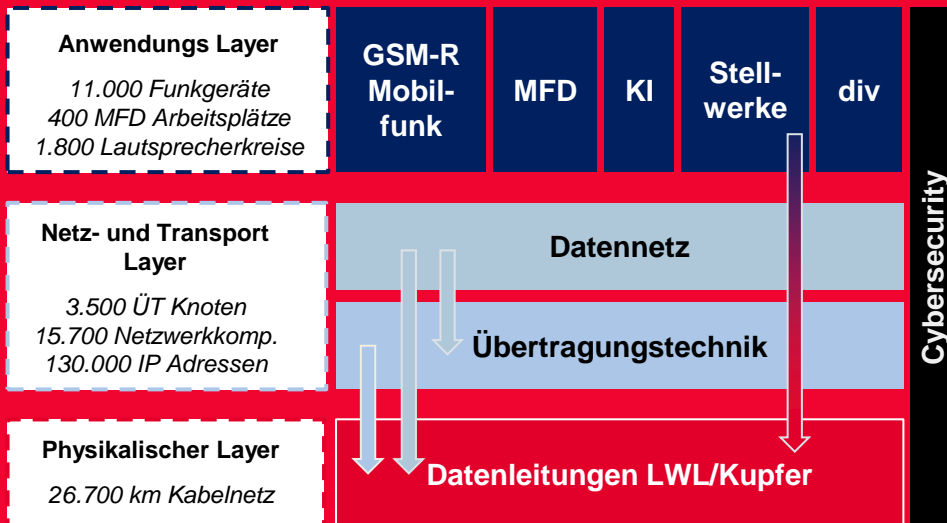 Anwendungs Layer
11.000 Funkgeräte
400 MFD Arbeitsplätze
1.800 Lautsprecherkreise
GSM-R
Mobil-
funk
MFD
KI
Stell-
werke
div
Netz- und Transport
Layer
3.500 ÜT Knoten
15.700 Netzwerkkomp.
130.000 IP Adressen
Datennetz
Übertragungstechnik
Physikalischer Layer
26.700 km Kabelnetz
Datenleitungen LWL/Kupfer
Cybersecurity